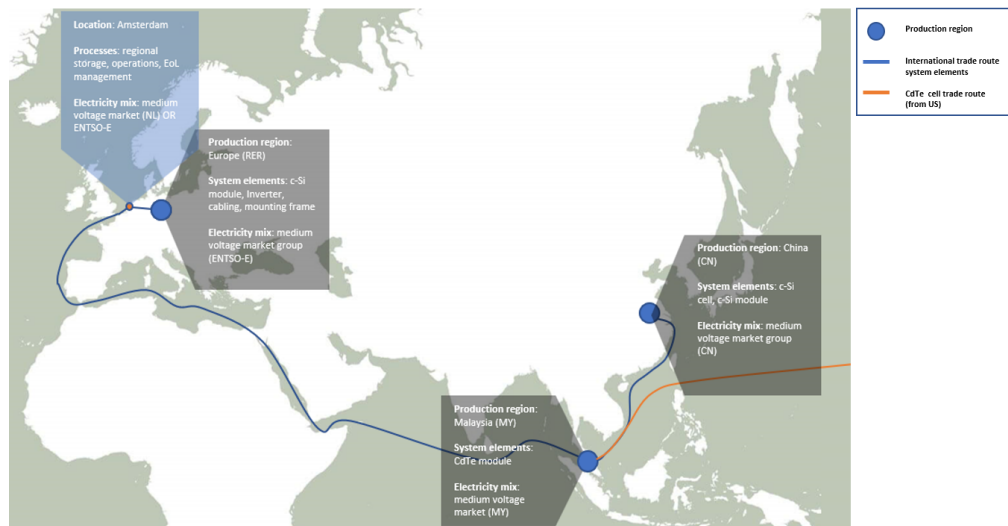 Location: Amsterdam
Processes: regional
storage, operations, EoL
management
Electricity mix: medium
voltage market (NL) OR
ENTSO-E
Production region:
Europe (RER)
System elements: c-Si
module, Inverter,
cabling, mounting frame
Electricity mix: medium
voltage market group
(ENTSO-E)
Production region: China
(CN)
System elements: c-Si
cell, c-Si module
Electricity mix: medium
voltage market group
(CN)
Production region:
Malaysia (MY)
System elements:
CdTe module
Electricity mix:
medium voltage
market (MY)
Production region
International trade route
system elements
CdTe cell trade route
(from US)